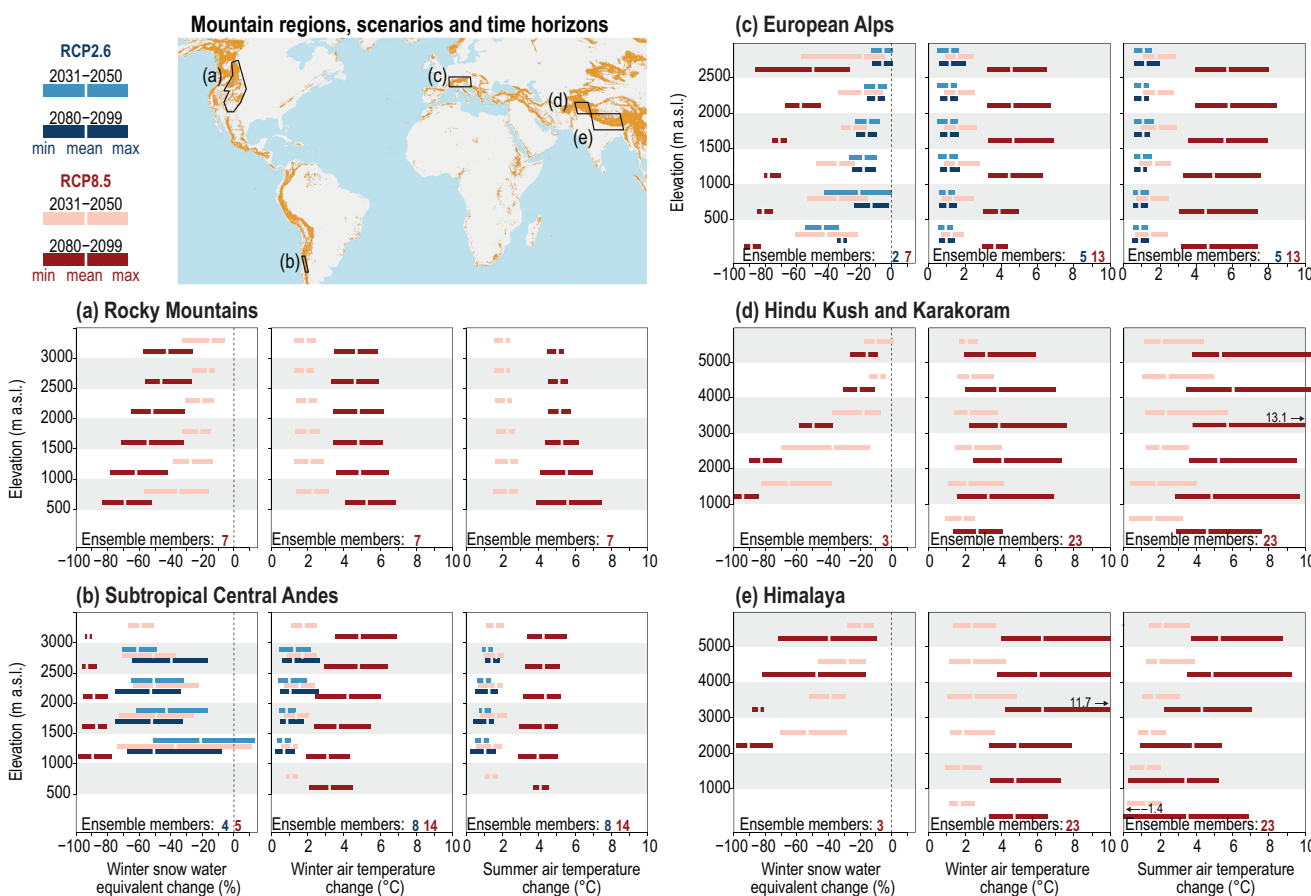 Mountain regions, scenarios and time horizons
RCP2.6
2031−2050
2080−2099
min mean max
RCP8.5
2031−2050
2080−2099
min mean max
(a)
(b)
(c)
(d)
(e)
(a) Rocky Mountains
Elevation (m a.s.l.)
3000
2500
2000
1500
1000
500
Ensemble members: 7
Ensemble members: 7
Ensemble members: 7
−100 −80 −60 −40 −20 0
0 2 4 6 8 10
0 2 4 6 8 10
(b) Subtropical Central Andes
Elevation (m a.s.l.)
3000
2500
2000
1500
1000
500
Ensemble members: 4 5
Ensemble members: 8 14
Ensemble members: 8 14
−100 −80 −60 −40 −20 0
0 2 4 6 8 10
0 2 4 6 8 10
Winter snow water
equivalent change (%)
Winter air temperature
change (°C)
Summer air temperature
change (°C)
(c) European Alps
Elevation (m a.s.l.)
2500
2000
1500
1000
500
Ensemble members: 2 7
Ensemble members: 5 13
Ensemble members: 5 13
−100 −80 −60 −40 −20 0
0 2 4 6 8 10
0 2 4 6 8 10
(d) Hindu Kush and Karakoram
Elevation (m a.s.l.)
5000
4000
3000
2000
1000
13.1
Ensemble members: 3
Ensemble members: 23
Ensemble members: 23
−100 −80 −60 −40 −20 0
0 2 4 6 8 10
0 2 4 6 8 10
(e) Himalaya
Elevation (m a.s.l.)
5000
4000
3000
2000
1000
11.7
−1.4
Ensemble members: 3
Ensemble members: 23
Ensemble members: 23
−100 −80 −60 −40 −20 0
0 2 4 6 8 10
0 2 4 6 8 10
Winter snow water
equivalent change (%)
Winter air temperature
change (°C)
Summer air temperature
change (°C)